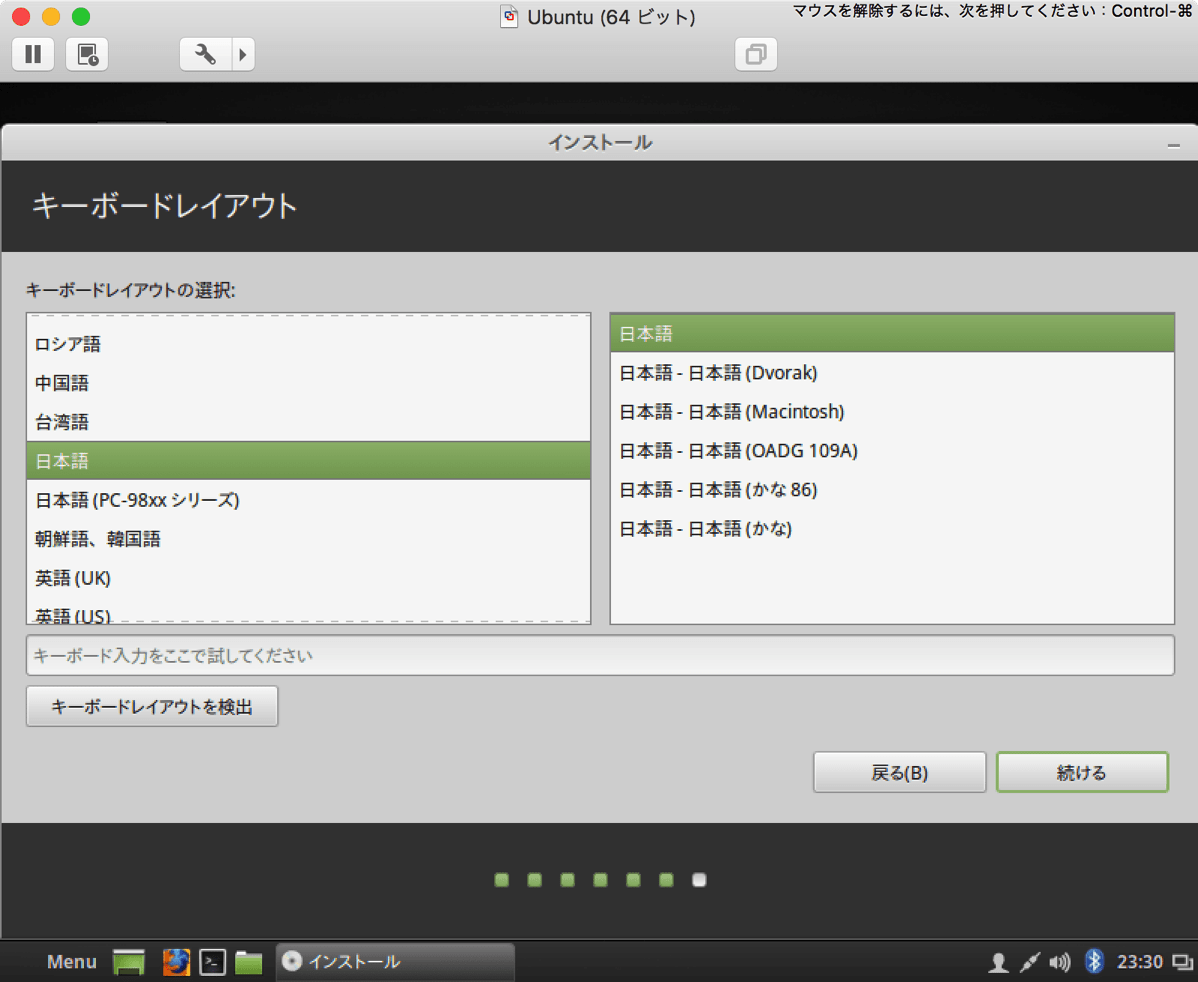 Ubuntu (64 ビット)
マウスを解除するには、次を押してください：Control-⌘
インストール
キーボードレイアウト
キーボードレイアウトの選択:
ロシア語
中国語
台湾語
日本語
日本語 (PC-98xx シリーズ)
朝鮮語、韓国語
英語 (UK)
英語 (US)
日本語
日本語 - 日本語 (Dvorak)
日本語 - 日本語 (Macintosh)
日本語 - 日本語 (OADG 109A)
日本語 - 日本語 (かな 86)
日本語 - 日本語 (かな)
キーボード入力をここで試してください
キーボードレイアウトを検出
戻る(B)
続ける
Menu
インストール
23:30